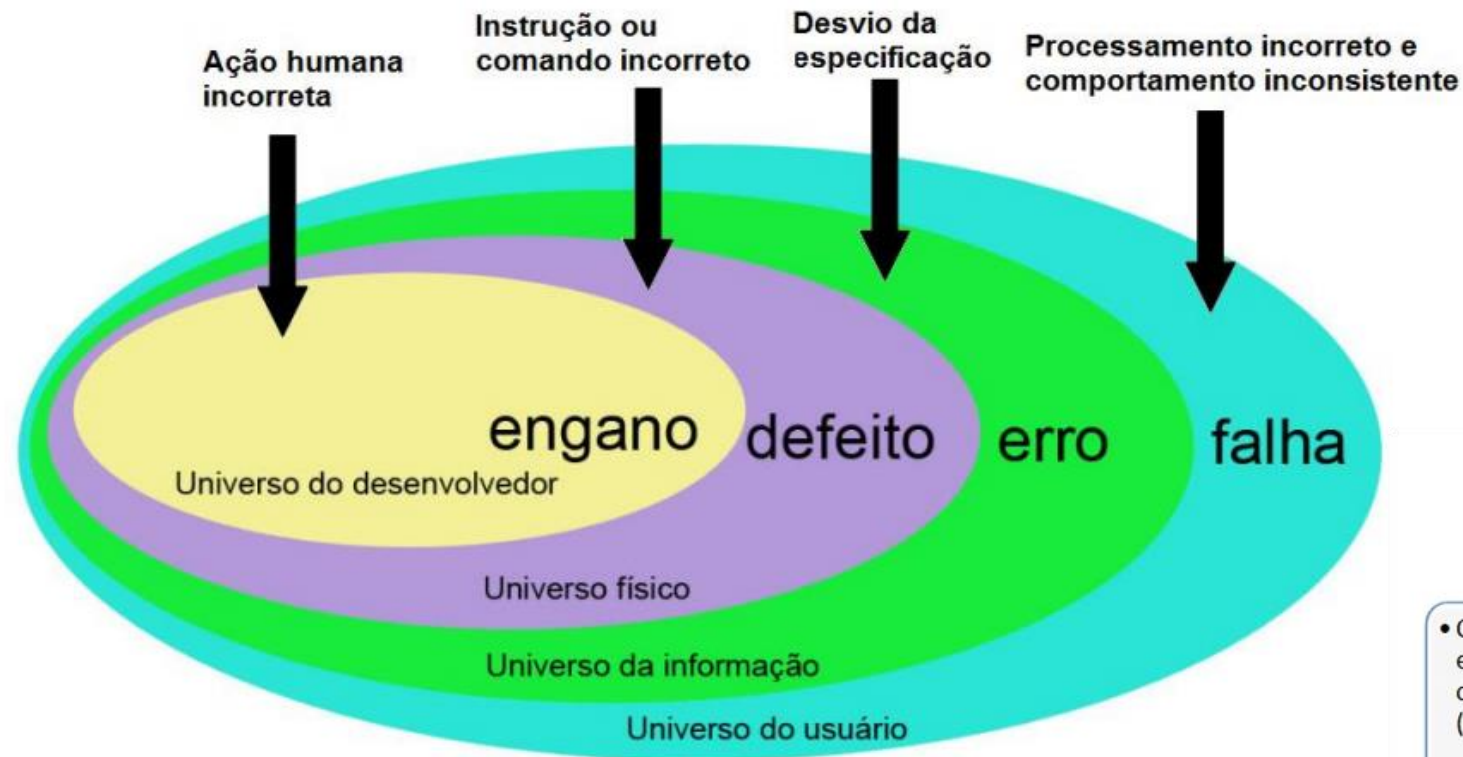 Ação humana
incorreta
Instrução ou
comando incorreto
Desvio da
especificação
Processamento incorreto e
comportamento inconsistente
engano
defeito
erro
falha
Universo do desenvolvedor
Universo físico
Universo da informação
Universo do usuário